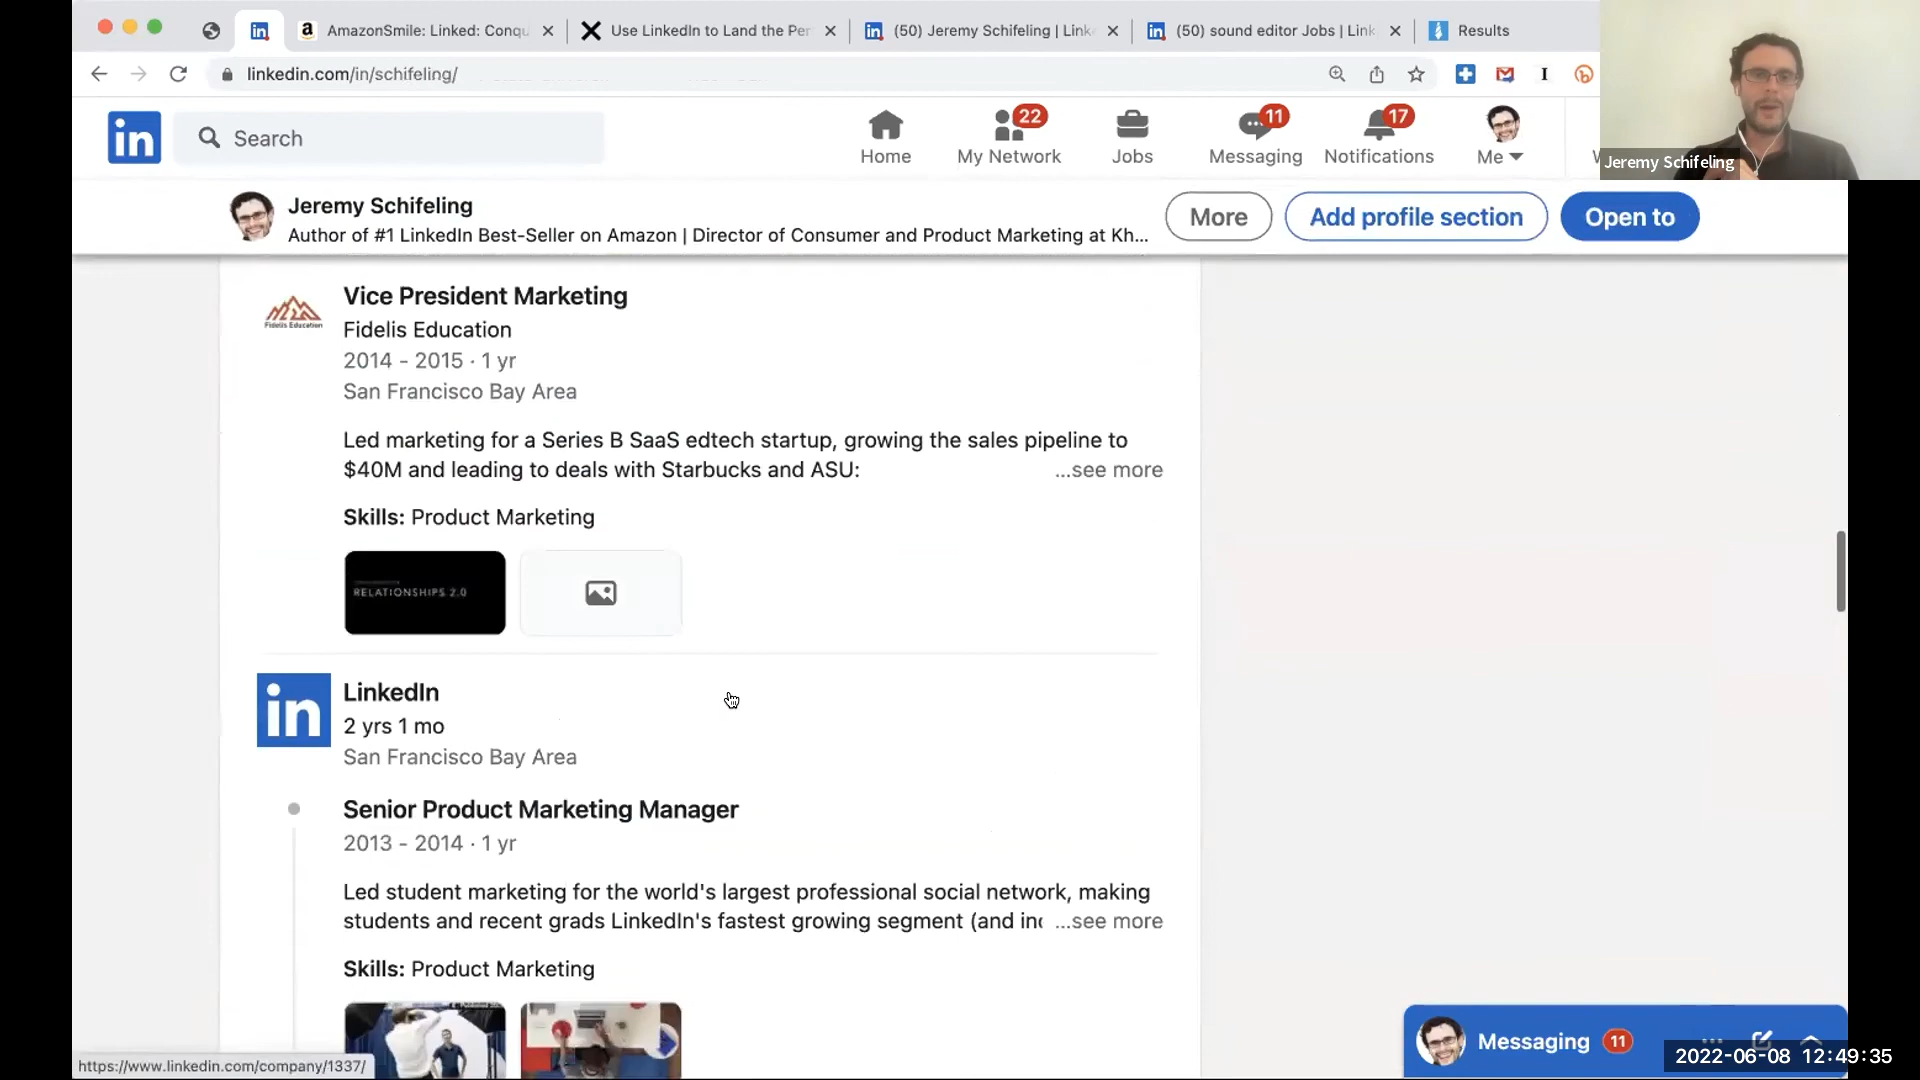 AmazonSmile: Linked: Conqu
Use LinkedIn to Land the Per
(50) Jeremy Schifeling | Link
(50) sound editor Jobs | Link
Results
linkedin.com/in/schifeling/
in
Search
Home
22
My Network
Jobs
11
Messaging
17
Notifications
Me
Jeremy Schifeling
Jeremy Schifeling
Author of #1 LinkedIn Best-Seller on Amazon | Director of Consumer and Product Marketing at Kh...
More
Add profile section
Open to
Fidelis Education
Vice President Marketing
Fidelis Education
2014 - 2015 · 1 yr
San Francisco Bay Area
Led marketing for a Series B SaaS edtech startup, growing the sales pipeline to
$40M and leading to deals with Starbucks and ASU:
...see more
Skills: Product Marketing
RELATIONSHIPS 2.0
in
LinkedIn
2 yrs 1 mo
San Francisco Bay Area
Senior Product Marketing Manager
2013 - 2014 · 1 yr
Led student marketing for the world's largest professional social network, making
students and recent grads LinkedIn's fastest growing segment (and inc
...see more
Skills: Product Marketing
https://www.linkedin.com/company/1337/
Messaging
11
2022-06-08 12:49:35